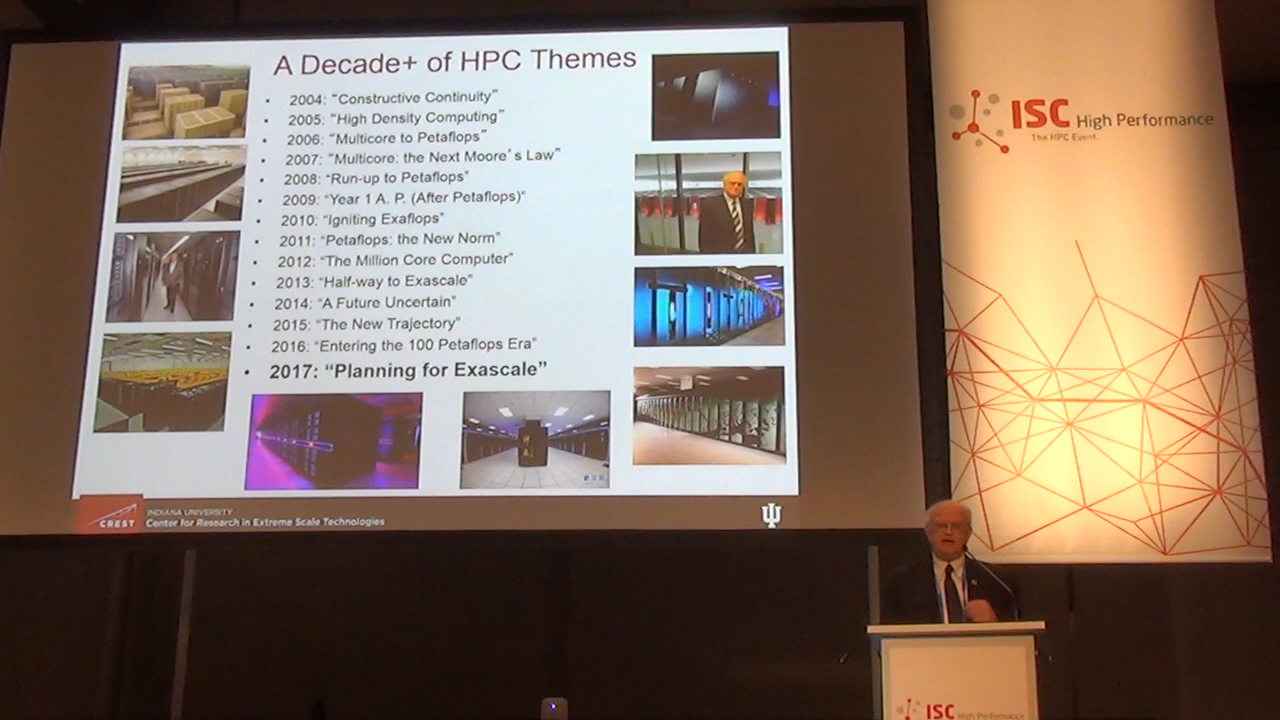 A Decade+ of HPC Themes
▪ 2004: “Constructive Continuity”
▪ 2005: “High Density Computing”
▪ 2006: “Multicore to Petaflops”
▪ 2007: “Multicore: the Next Moore’s Law”
▪ 2008: “Run-up to Petaflops”
▪ 2009: “Year 1 A. P. (After Petaflops)”
▪ 2010: “Igniting Exaflops”
▪ 2011: “Petaflops: the New Norm”
▪ 2012: “The Million Core Computer”
▪ 2013: “Half-way to Exascale”
▪ 2014: “A Future Uncertain”
▪ 2015: “The New Trajectory”
▪ 2016: “Entering the 100 Petaflops Era”
▪ 2017: “Planning for Exascale”
CREST
INDIANA UNIVERSITY
Center for Research in Extreme Scale Technologies
ISC High Performance
The HPC Event.
ISC High Performance